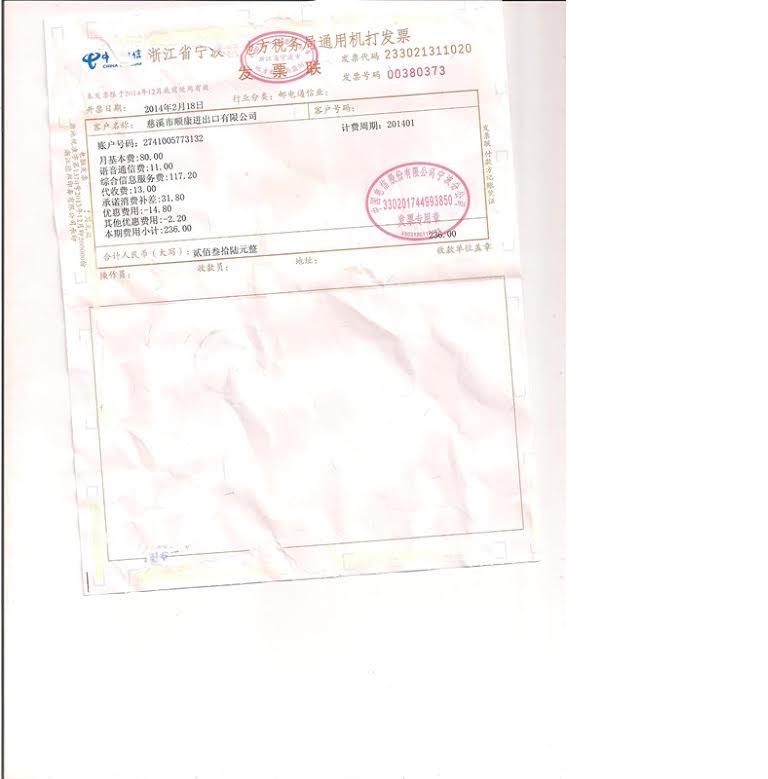 中 信 浙江省宁波 地方税务局通用机打发票
CHINA
发票联
发票代码 233021311020
发票号码 00380373
本发票限于2014年12月底前使用有效
开票日期: 2014年2月18日 行业分类: 邮电通信业:
客户名称: 慈溪市顺康进出口有限公司 客户号码:
账户号码: 2741005773132 计费周期: 201401
月基本费:80.00
语音通信费:11.00
综合信息服务费:117.20
代收费:13.00
承诺消费补差:31.80
优惠费用:-14.80
其他优惠费用:-2.20
本期费用小计:236.00
中国电信股份有限公司宁波分公司
330201744993850
发票专用章
236.00
合计人民币(大写): 贰佰叁拾陆元整 收款单位盖章
操作员: 收款员: 地址:
发票联 付款方记账凭证